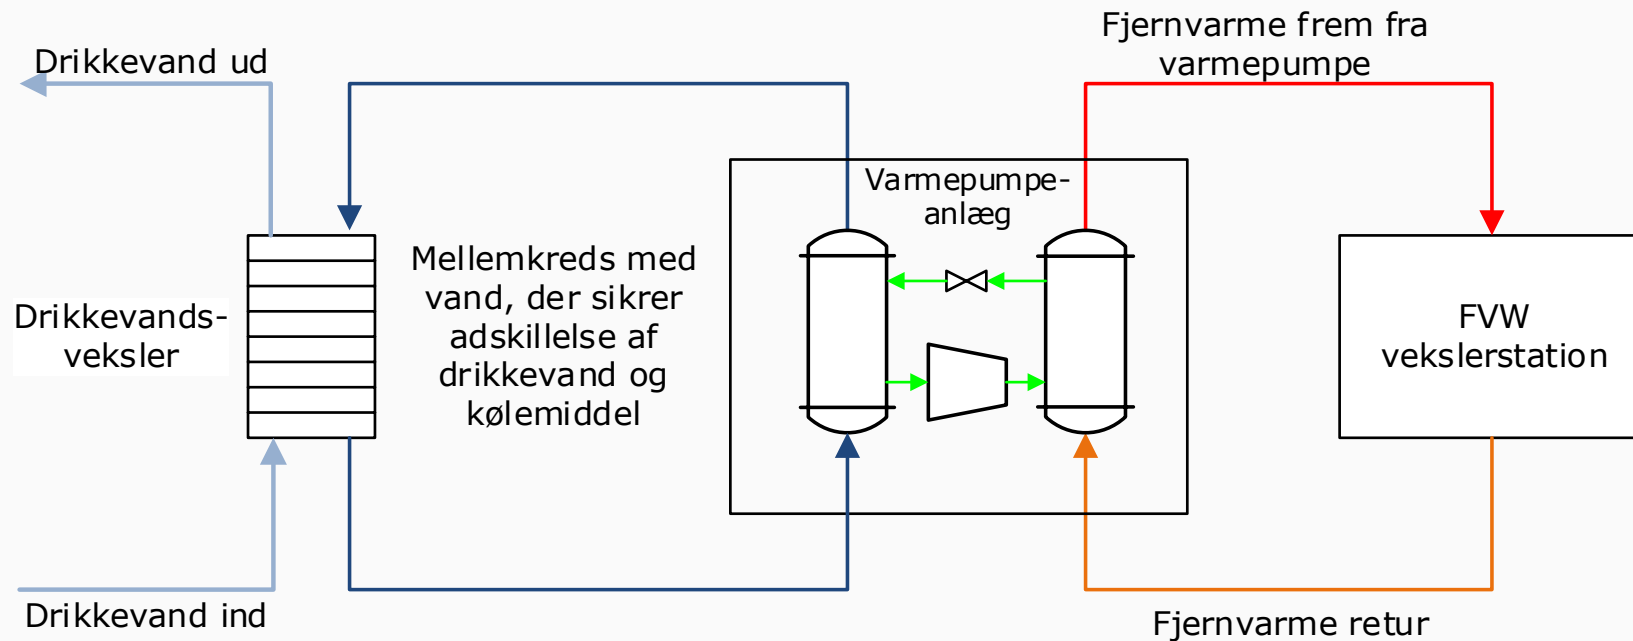 Drikkevand ud
Fjernvarme frem fra
varmepumpe
Varmepumpe-
anlæg
Mellemkreds med
vand, der sikrer
adskillelse af
drikkevand og
kølemiddel
Drikkevands-
veksler
FVW
vekslerstation
Drikkevand ind
Fjernvarme retur